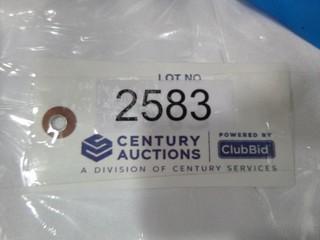 LOT NO
2583
CENTURY
AUCTIONS
POWERED BY
ClubBid
A DIVISION OF CENTURY SERVICES